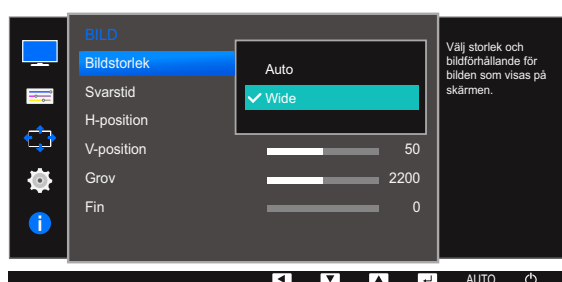 BILD
Bildstorlek
Auto
Wide
Svarstid
H-position
V-position 50
Grov 2200
Fin 0
Välj storlek och
bildförhållande för
bilden som visas på
skärmen.
AUTO